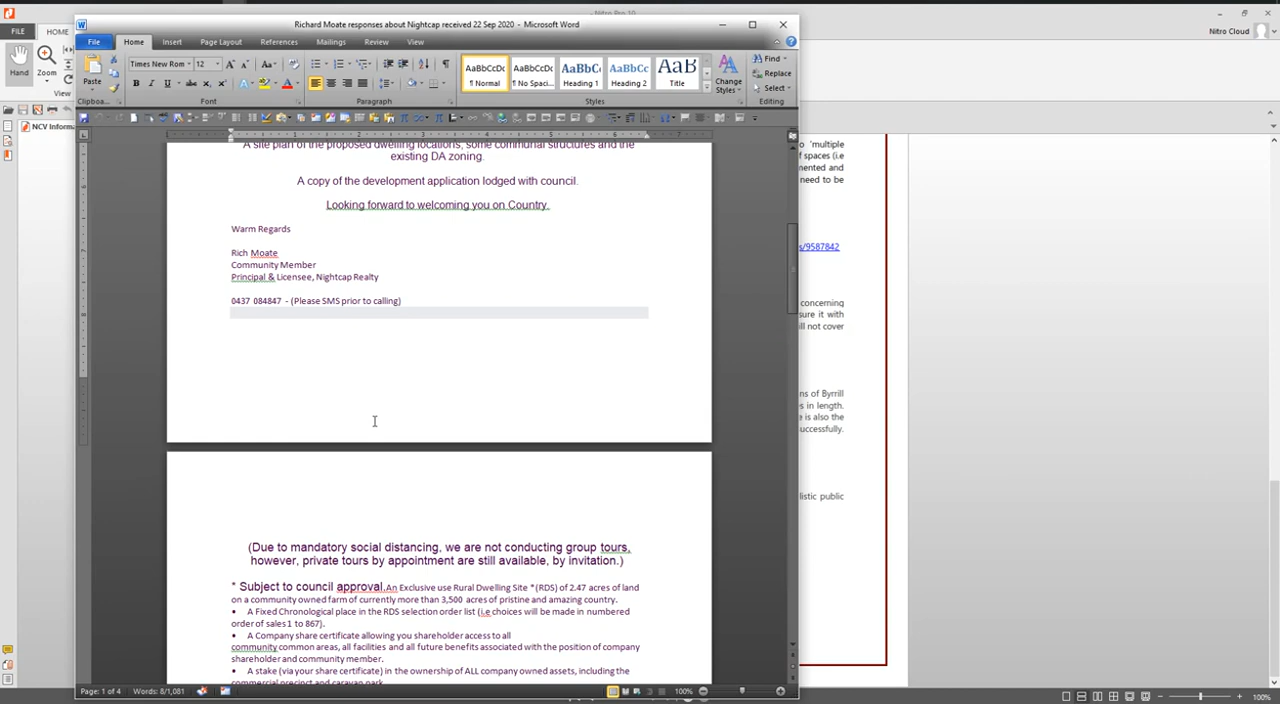 Richard Moate responses about Nightcap received 22 Sep 2020 - Microsoft Word
Nitro Pro 10
Nitro Cloud
FILE
HOME
Hand
Zoom
View
NCV Inform
File
Home
Insert
Page Layout
References
Mailings
Review
View
Paste
Clipboa...
Times New Rom
12
Font
Paragraph
AaBbCcDc
¶ Normal
AaBbCcDc
¶ No Spaci...
AaBbCc
Heading 1
AaBbCc
Heading 2
AaB
Title
Styles
Change
Styles
Find
Replace
Select
Editing
A site plan of the proposed dwelling locations, some communal structures and the
existing DA zoning.
A copy of the development application lodged with council.
Looking forward to welcoming you on Country.
Warm Regards
Rich Moate
Community Member
Principal & Licensee, Nightcap Realty
0437 084847 - (Please SMS prior to calling)
(Due to mandatory social distancing, we are not conducting group tours,
however, private tours by appointment are still available, by invitation.)
* Subject to council approval.An Exclusive use Rural Dwelling Site *(RDS) of 2.47 acres of land
on a community owned farm of currently more than 3,500 acres of pristine and amazing country.
• A Fixed Chronological place in the RDS selection order list (i.e choices will be made in numbered
order of sales 1 to 867).
• A Company share certificate allowing you shareholder access to all
community common areas, all facilities and all future benefits associated with the position of company
shareholder and community member.
• A stake (via your share certificate) in the ownership of ALL company owned assets, including the
commercial precinct and caravan park.
'multiple
f spaces (i.e
mented and
need to be
s/9587842
concerning
sure it with
ill not cover
ns of Byrrill
es in length.
e is also the
uccessfully.
listic public
Page: 1 of 4
Words: 8/1,081
100%
100%